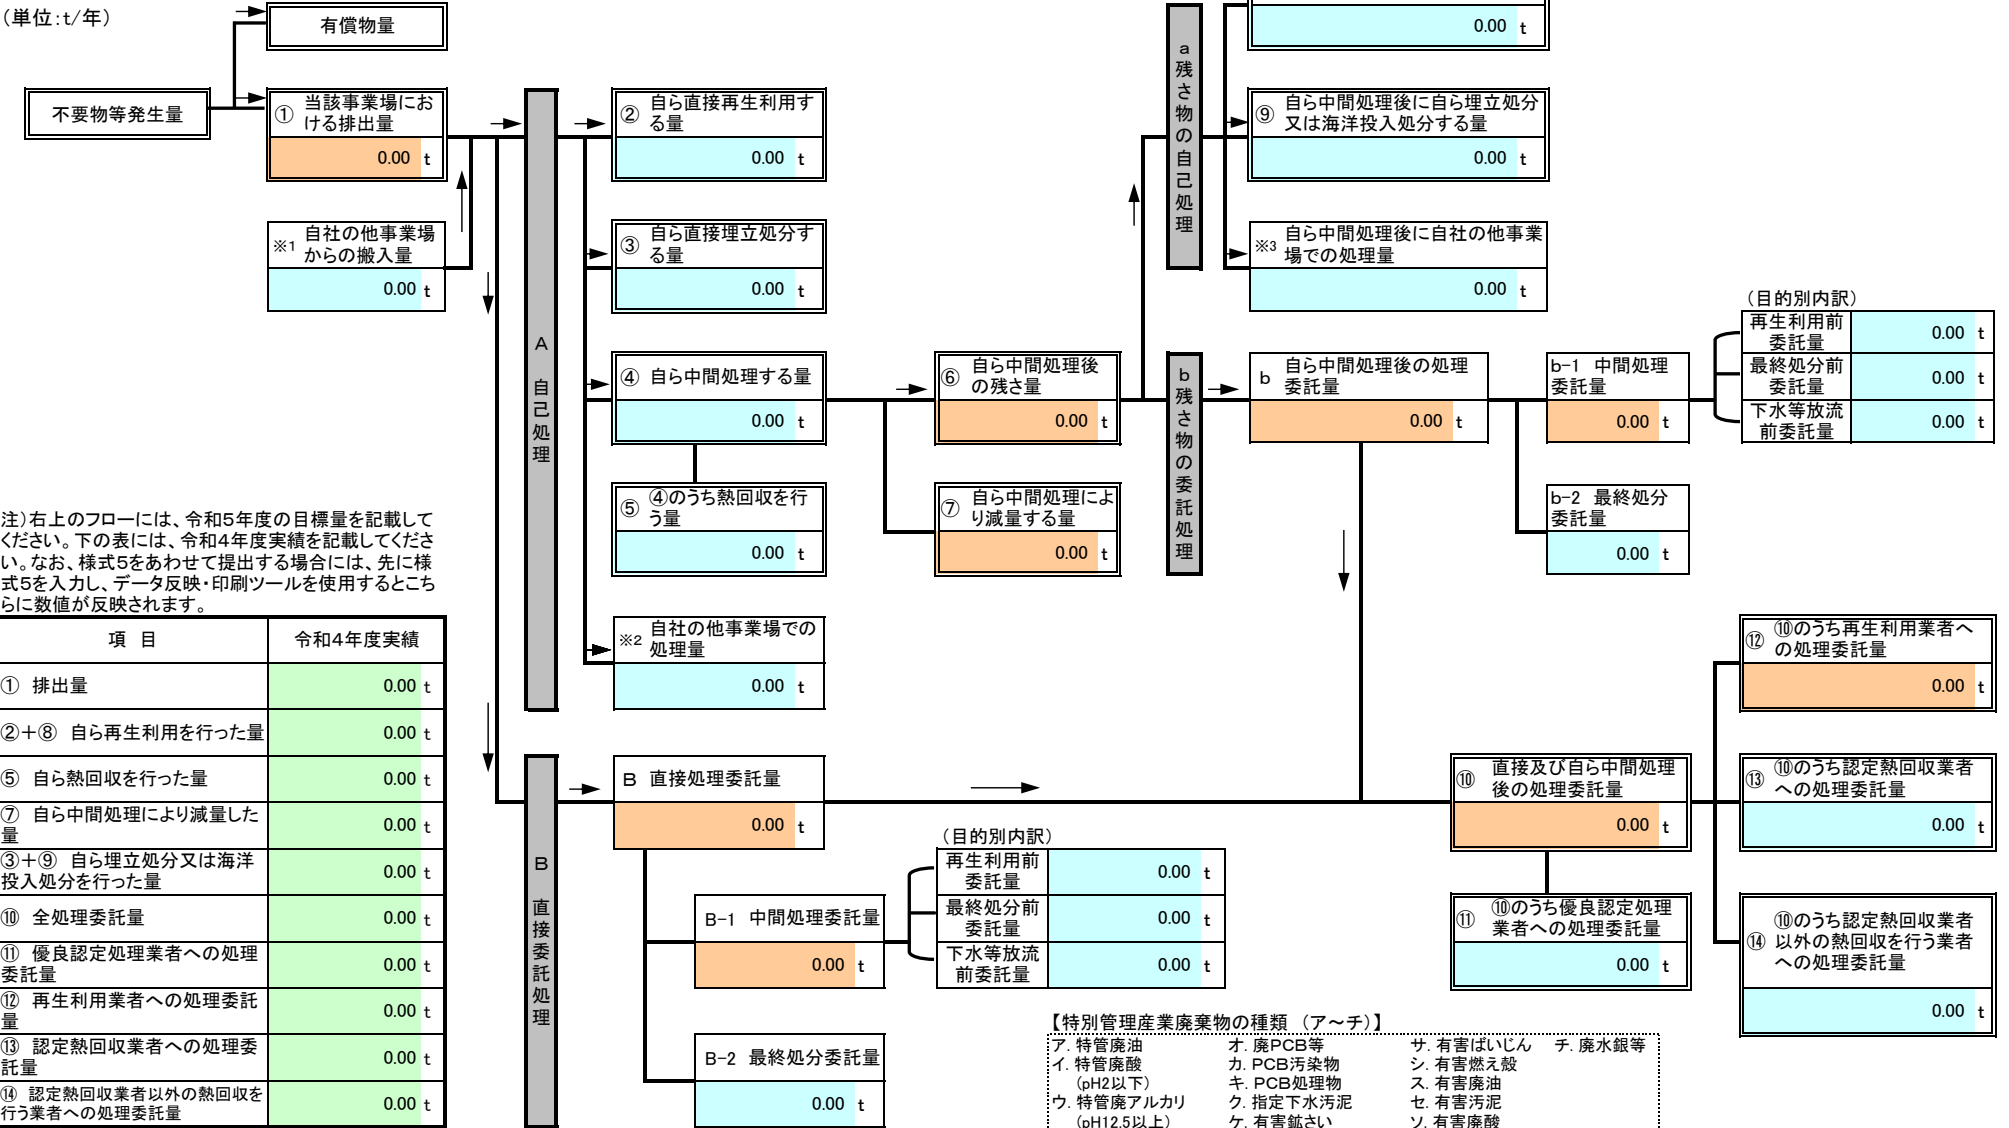 （単位：t/年）
有償物量
不要物等発生量
① 当該事業場にお
ける排出量
0.00 t
※1 自社の他事業場
からの搬入量
0.00 t
A 自己処理
② 自ら直接再生利用す
る量
0.00 t
③ 自ら直接埋立処分す
る量
0.00 t
④ 自ら中間処理する量
0.00 t
⑤ ④のうち熱回収を行
う量
0.00 t
※2 自社の他事業場での
処理量
0.00 t
⑥ 自ら中間処理後
の残さ量
0.00 t
⑦ 自ら中間処理によ
り減量する量
0.00 t
a 残さ物の自己処理
0.00 t
⑨ 自ら中間処理後に自ら埋立処分
又は海洋投入処分する量
0.00 t
※3 自ら中間処理後に自社の他事業
場での処理量
0.00 t
b 残さ物の委託処理
b 自ら中間処理後の処理
委託量
0.00 t
b-1 中間処理
委託量
0.00 t
（目的別内訳）
再生利用前
委託量 0.00 t
最終処分前
委託量 0.00 t
下水等放流
前委託量 0.00 t
b-2 最終処分
委託量
0.00 t
注）右上のフローには、令和5年度の目標量を記載して
ください。下の表には、令和4年度実績を記載してくださ
い。なお、様式5をあわせて提出する場合には、先に様
式5を入力し、データ反映・印刷ツールを使用するとこち
らに数値が反映されます。
項 目 令和4年度実績
① 排出量 0.00 t
②＋⑧ 自ら再生利用を行った量 0.00 t
⑤ 自ら熱回収を行った量 0.00 t
⑦ 自ら中間処理により減量した
量 0.00 t
③＋⑨ 自ら埋立処分又は海洋
投入処分を行った量 0.00 t
⑩ 全処理委託量 0.00 t
⑪ 優良認定処理業者への処理
委託量 0.00 t
⑫ 再生利用業者への処理委託
量 0.00 t
⑬ 認定熱回収業者への処理委
託量 0.00 t
⑭ 認定熱回収業者以外の熱回収を
行う業者への処理委託量 0.00 t
B 直接委託処理
B 直接処理委託量
0.00 t
B-1 中間処理委託量
0.00 t
（目的別内訳）
再生利用前
委託量 0.00 t
最終処分前
委託量 0.00 t
下水等放流
前委託量 0.00 t
B-2 最終処分委託量
0.00 t
⑩ 直接及び自ら中間処理
後の処理委託量
0.00 t
⑪ ⑩のうち優良認定処理
業者への処理委託量
0.00 t
⑫ ⑩のうち再生利用業者へ
の処理委託量
0.00 t
⑬ ⑩のうち認定熱回収業者
への処理委託量
0.00 t
⑭ ⑩のうち認定熱回収業者
以外の熱回収を行う業者
への処理委託量
0.00 t
【特別管理産業廃棄物の種類 （ア～チ）】
ア. 特管廃油 オ. 廃PCB等 サ. 有害ばいじん チ. 廃水銀等
イ. 特管廃酸 カ. PCB汚染物 シ. 有害燃え殻
（pH2以下） キ. PCB処理物 ス. 有害廃油
ウ. 特管廃アルカリ ク. 指定下水汚泥 セ. 有害汚泥
（pH12.5以上） ケ. 有害鉱さい ソ. 有害廃酸